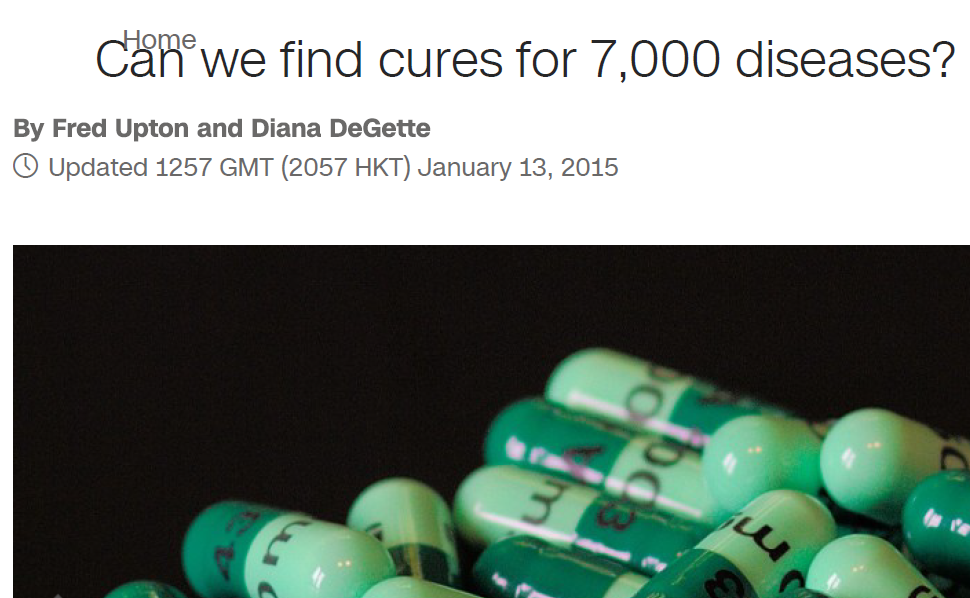 Home
Can we find cures for 7,000 diseases?
By Fred Upton and Diana DeGette
Updated 1257 GMT (2057 HKT) January 13, 2015